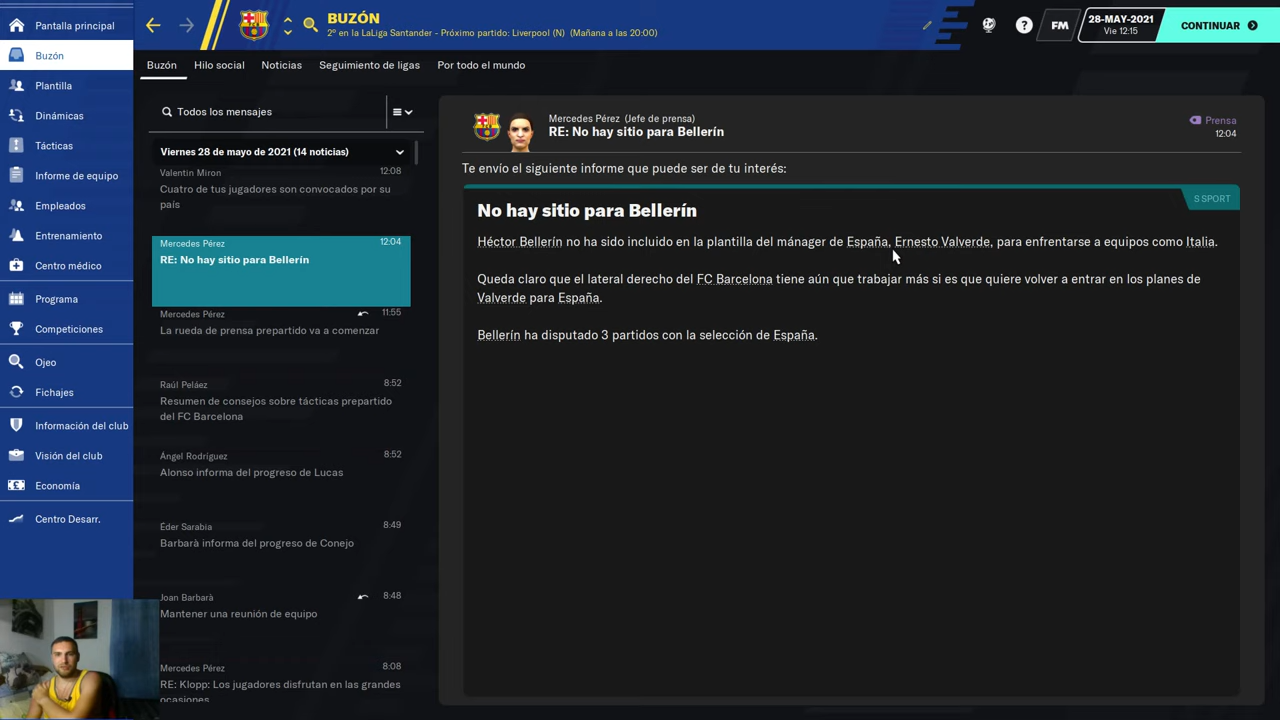 Pantalla principal
Buzón
Plantilla
Dinámicas
Tácticas
Informe de equipo
Empleados
Entrenamiento
Centro médico
Programa
Competiciones
Ojeo
Fichajes
Información del club
Visión del club
Economía
Centro Desarr.
BUZÓN
2º en la LaLiga Santander - Próximo partido: Liverpool (N) (Mañana a las 20:00)
FM
28-MAY-2021
Vie 12:15
CONTINUAR
Buzón
Hilo social
Noticias
Seguimiento de ligas
Por todo el mundo
Todos los mensajes
Viernes 28 de mayo de 2021 (14 noticias)
Valentin Miron 12:08
Cuatro de tus jugadores son convocados por su
país
Mercedes Pérez 12:04
RE: No hay sitio para Bellerín
Mercedes Pérez 11:55
La rueda de prensa prepartido va a comenzar
Raúl Peláez 8:52
Resumen de consejos sobre tácticas prepartido
del FC Barcelona
Ángel Rodríguez 8:52
Alonso informa del progreso de Lucas
Éder Sarabia 8:49
Barbarà informa del progreso de Conejo
Joan Barbarà 8:48
Mantener una reunión de equipo
Mercedes Pérez 8:08
RE: Klopp: Los jugadores disfrutan en las grandes
ocasiones
Mercedes Pérez (Jefe de prensa)
RE: No hay sitio para Bellerín
Prensa
12:04
Te envío el siguiente informe que puede ser de tu interés:
S SPORT
No hay sitio para Bellerín
Héctor Bellerín no ha sido incluido en la plantilla del mánager de España, Ernesto Valverde, para enfrentarse a equipos como Italia.
Queda claro que el lateral derecho del FC Barcelona tiene aún que trabajar más si es que quiere volver a entrar en los planes de
Valverde para España.
Bellerín ha disputado 3 partidos con la selección de España.